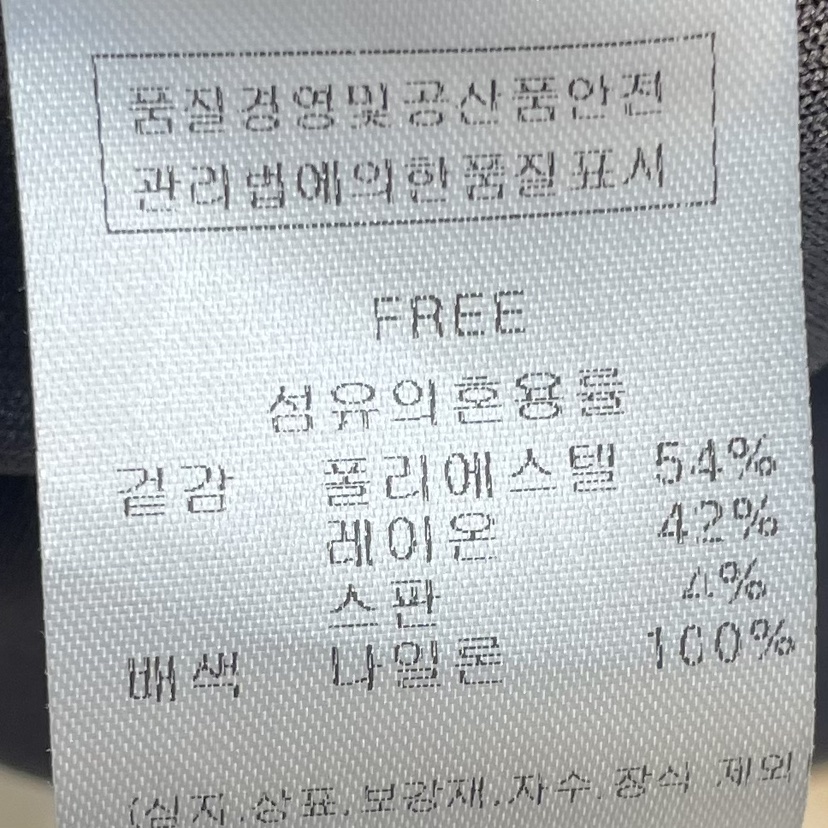 품질경영및공산품안전
관리법에의한품질표시
FREE
섬유의혼용률
겉감 폴리에스텔 54%
레이온 42%
스판 4%
배색 나일론 100%
(심지,상표,보강재,자수,장식 제외